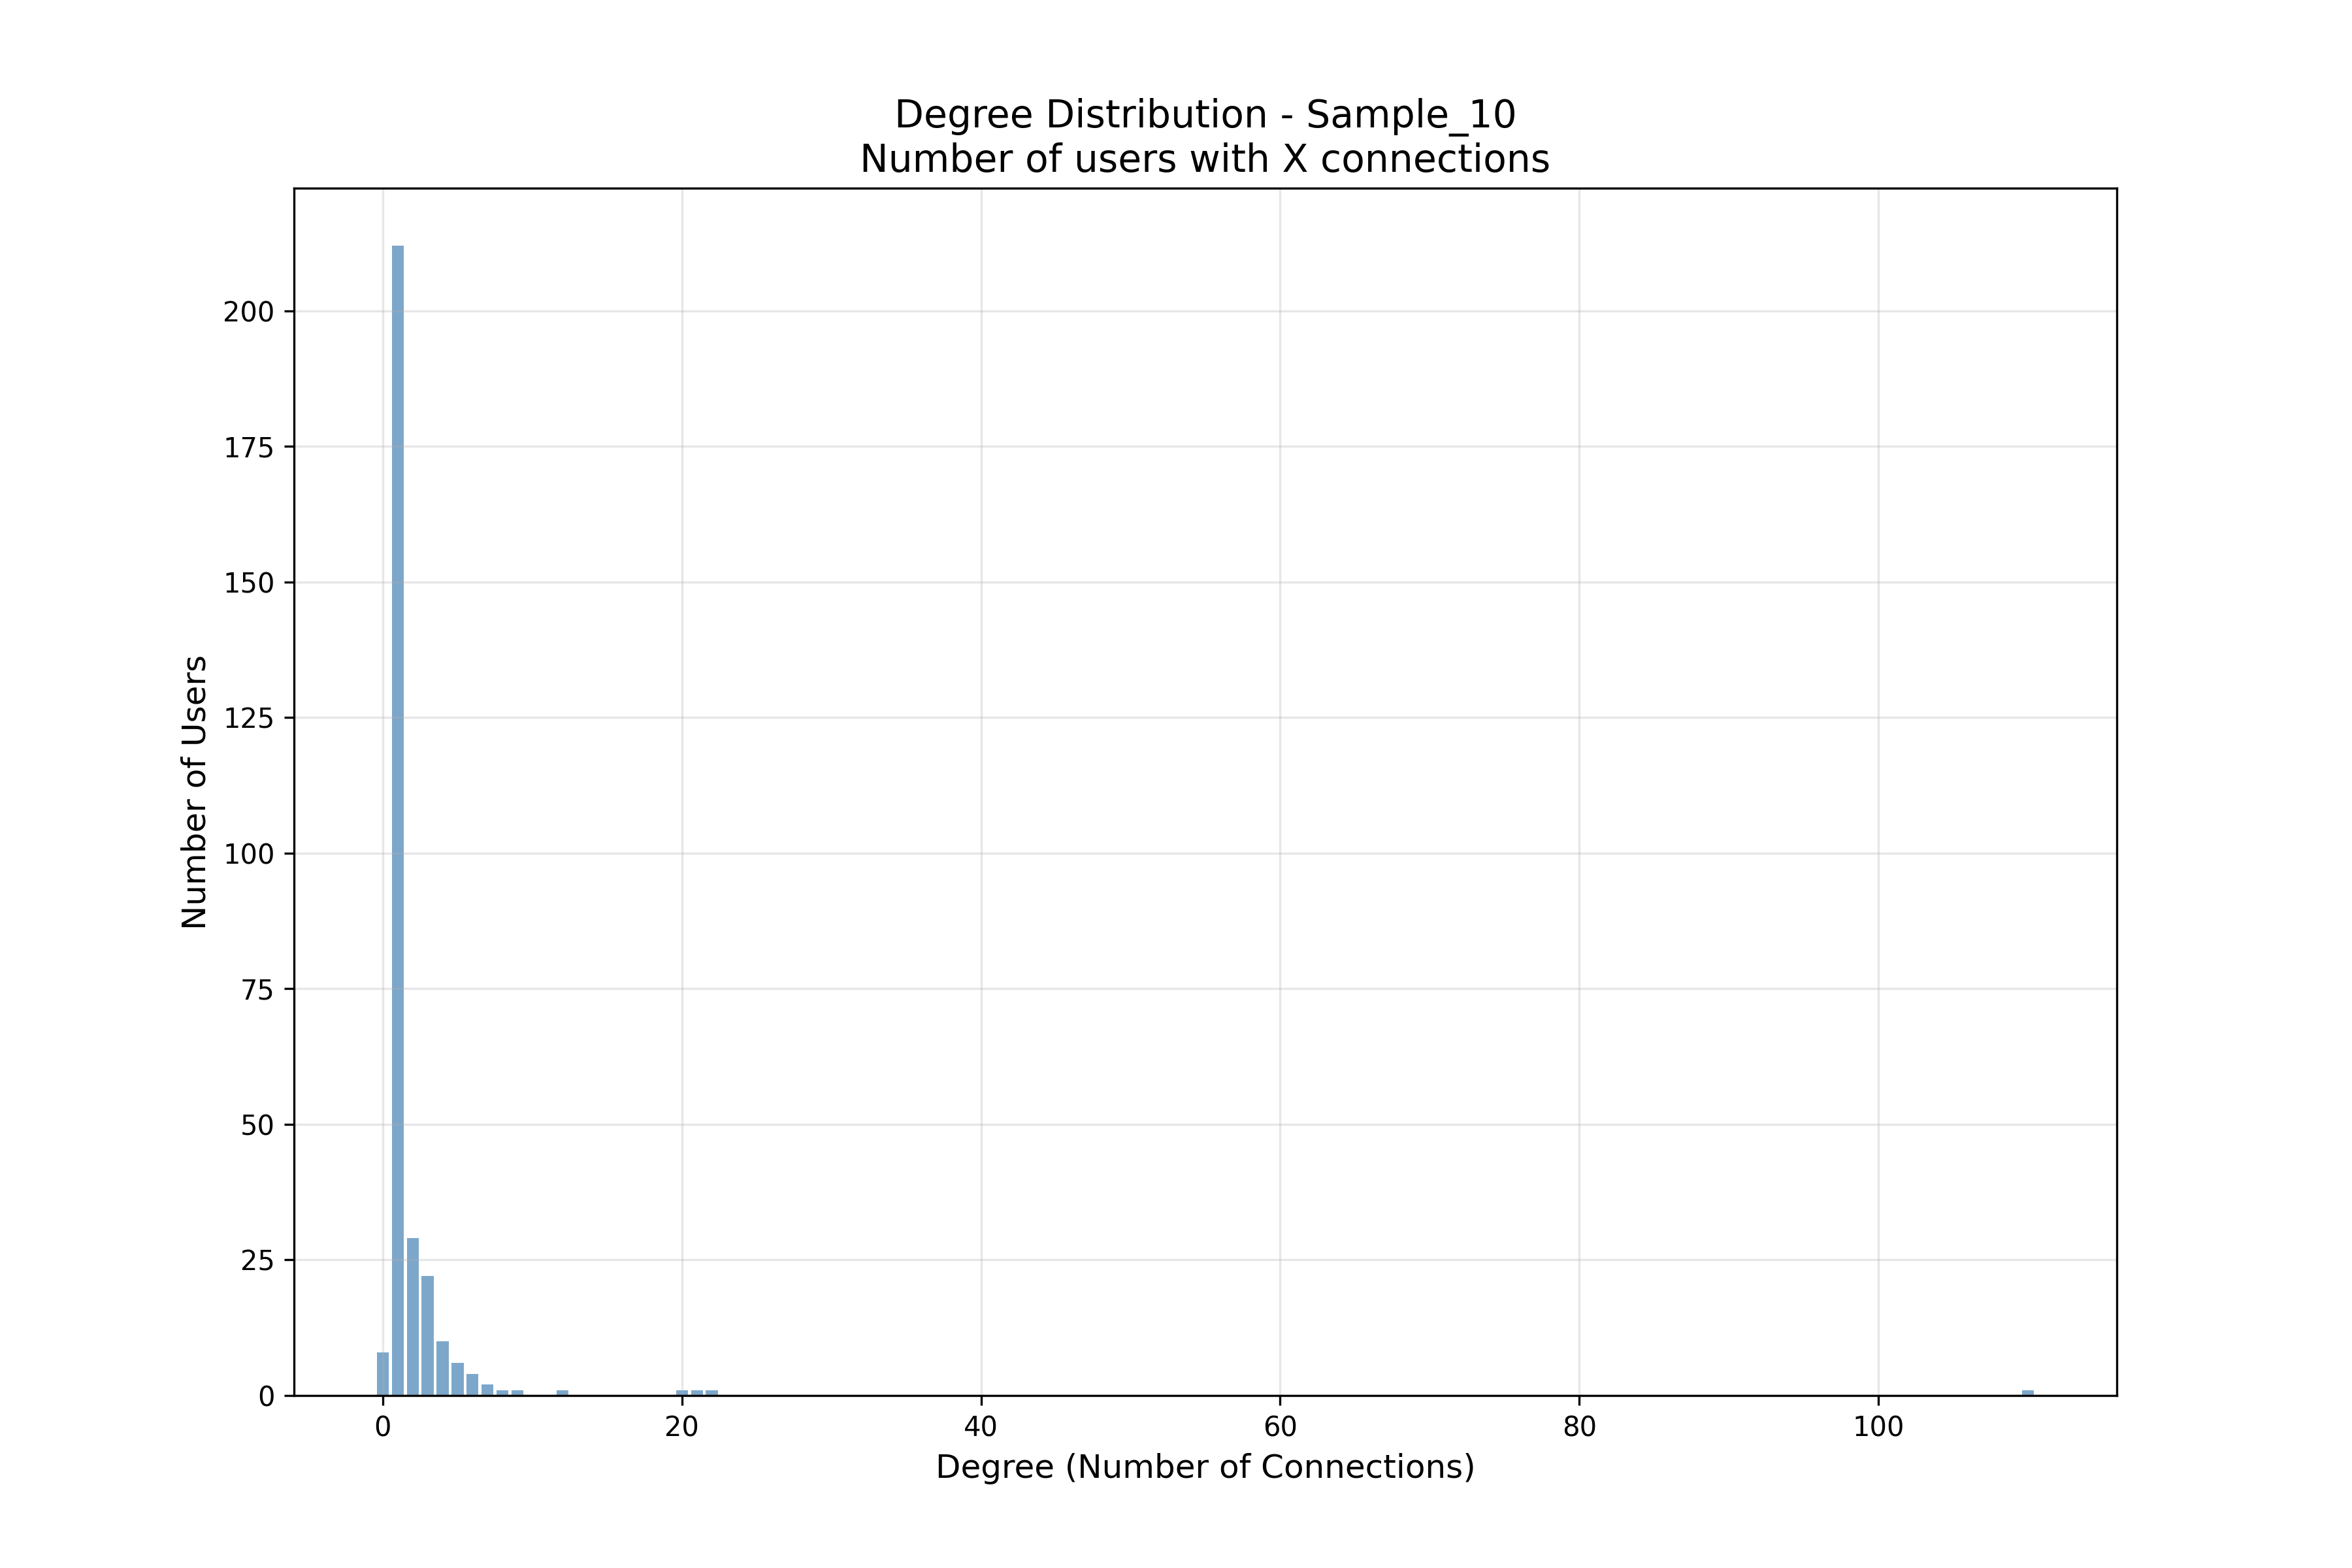 Degree Distribution - Sample_10
Number of users with X connections
Number of Users
200
175
150
125
100
75
50
25
0
0 20 40 60 80 100
Degree (Number of Connections)